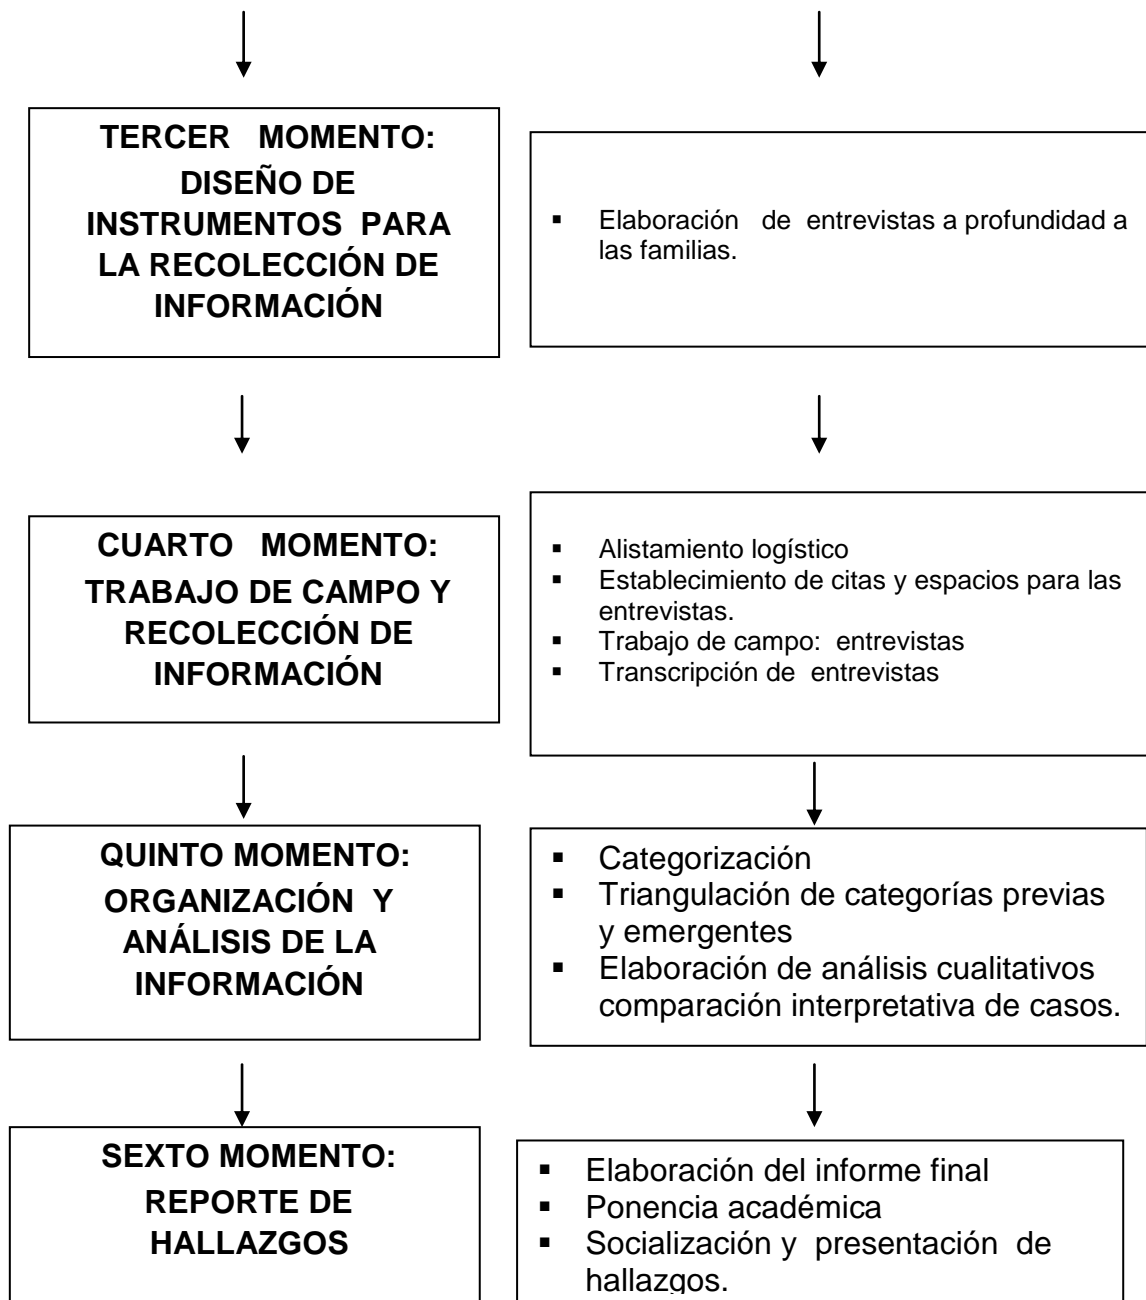 TERCER MOMENTO:
DISEÑO DE
INSTRUMENTOS PARA
LA RECOLECCIÓN DE
INFORMACIÓN
▪ Elaboración de entrevistas a profundidad a
las familias.
CUARTO MOMENTO:
TRABAJO DE CAMPO Y
RECOLECCIÓN DE
INFORMACIÓN
▪ Alistamiento logístico
▪ Establecimiento de citas y espacios para las
entrevistas.
▪ Trabajo de campo: entrevistas
▪ Transcripción de entrevistas
QUINTO MOMENTO:
ORGANIZACIÓN Y
ANÁLISIS DE LA
INFORMACIÓN
▪ Categorización
▪ Triangulación de categorías previas
y emergentes
▪ Elaboración de análisis cualitativos
comparación interpretativa de casos.
SEXTO MOMENTO:
REPORTE DE
HALLAZGOS
▪ Elaboración del informe final
▪ Ponencia académica
▪ Socialización y presentación de
hallazgos.